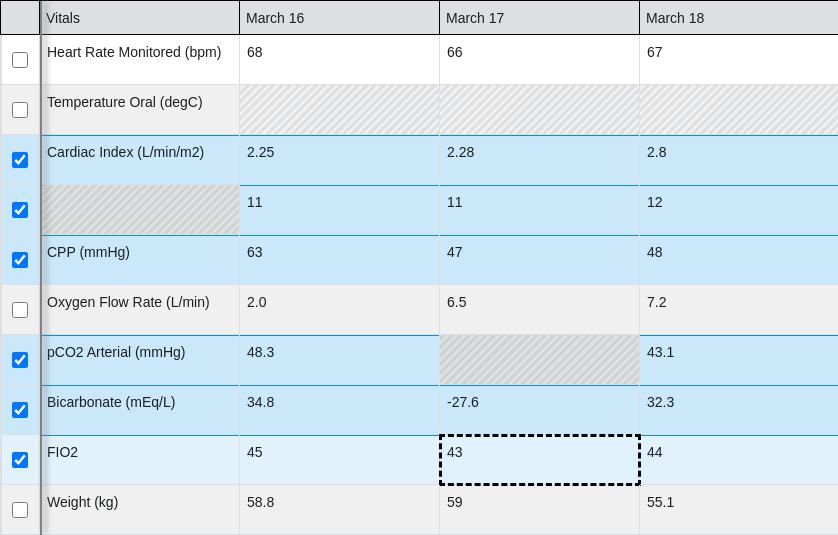 Vitals March 16 March 17 March 18
Heart Rate Monitored (bpm) 68 66 67
Temperature Oral (degC)
Cardiac Index (L/min/m2) 2.25 2.28 2.8
11 11 12
CPP (mmHg) 63 47 48
Oxygen Flow Rate (L/min) 2.0 6.5 7.2
pCO2 Arterial (mmHg) 48.3 43.1
Bicarbonate (mEq/L) 34.8 -27.6 32.3
FIO2 45 43 44
Weight (kg) 58.8 59 55.1